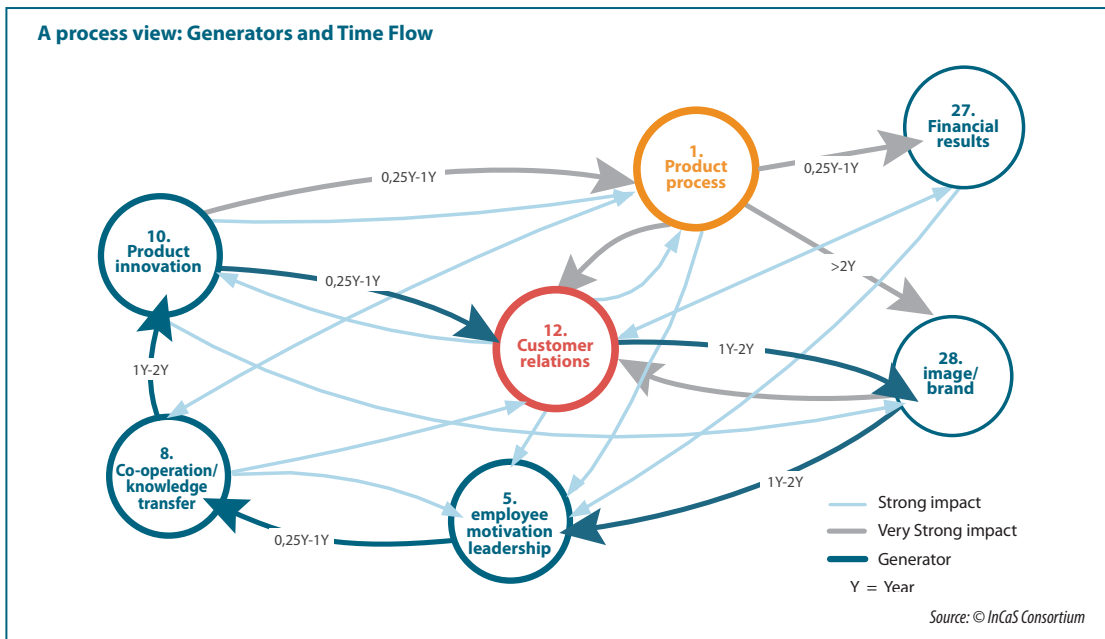 A process view: Generators and Time Flow
27.
Financial
results
1.
Product
process
0,25Y-1Y
0,25Y-1Y
10.
Product
innovation
0,25Y-1Y
>2Y
12.
Customer
relations
1Y-2Y
28.
image/
brand
1Y-2Y
8.
Co-operation/
knowledge
transfer
5.
employee
motivation
leadership
1Y-2Y
0,25Y-1Y
Strong impact
Very Strong impact
Generator
Y = Year
Source: © InCaS Consortium